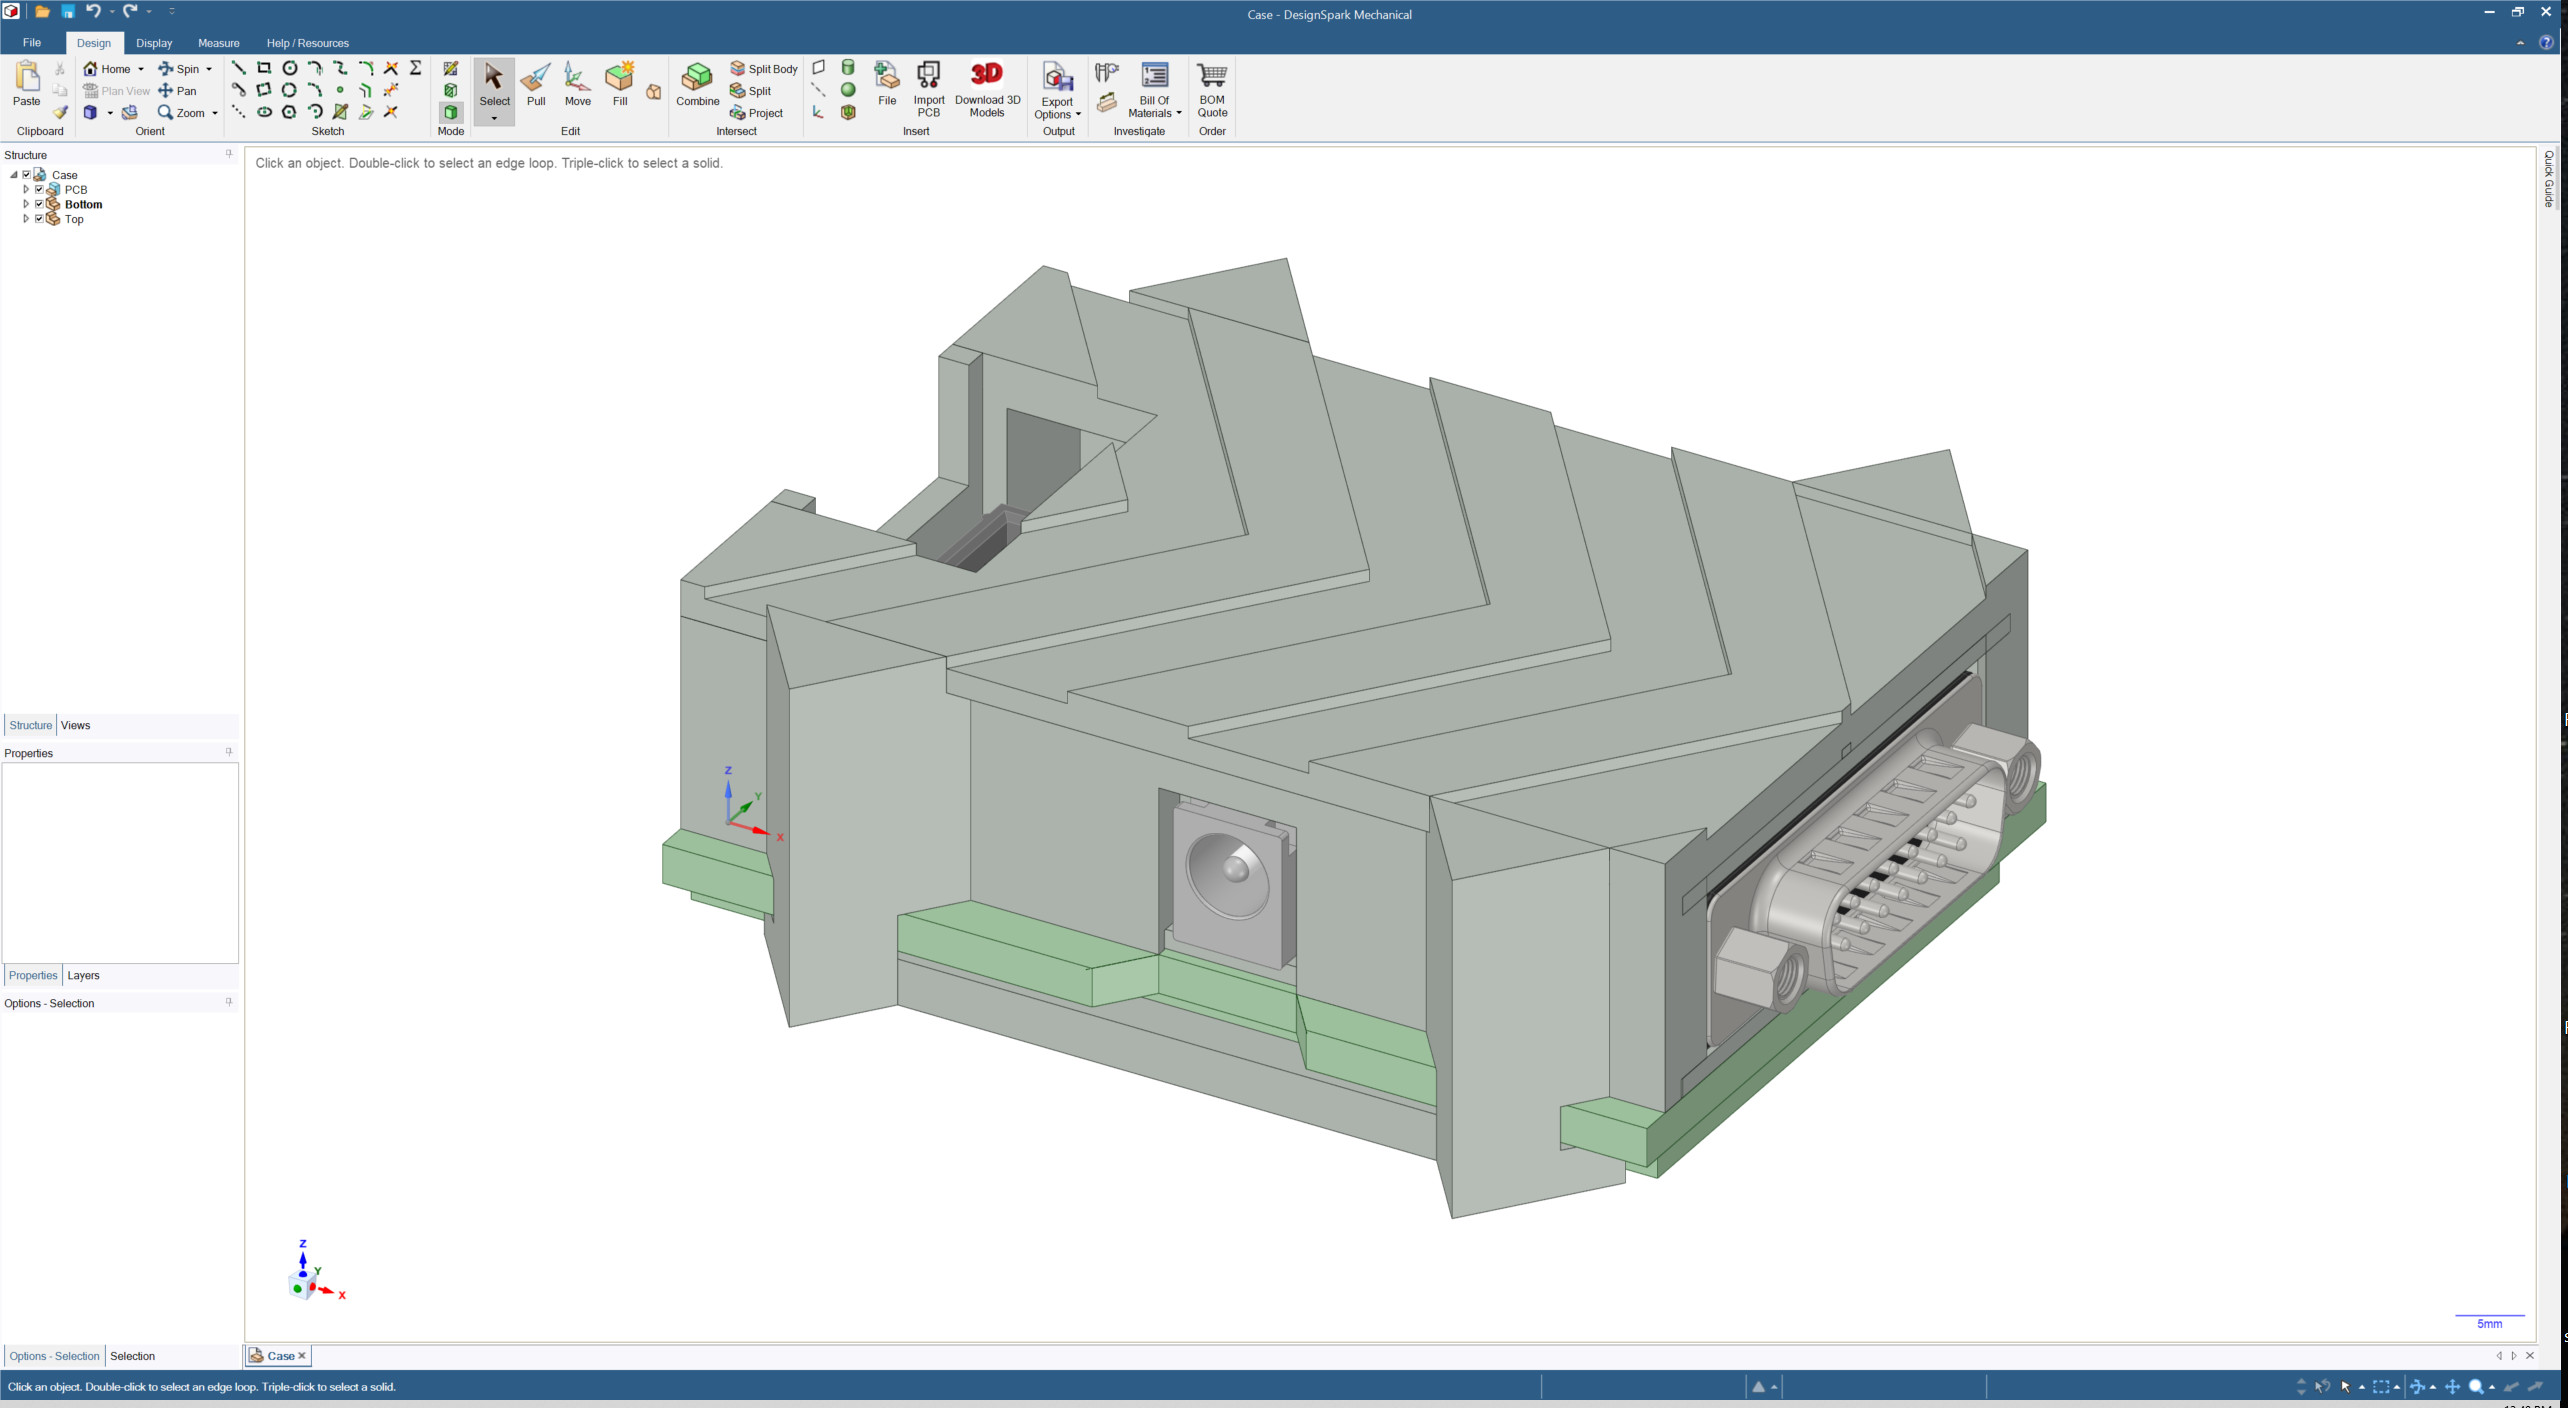 Case - DesignSpark Mechanical
File Design Display Measure Help / Resources
Paste
Clipboard
Home Spin
Plan View Pan
Zoom
Orient
Sketch
Mode
Select Pull Move Fill
Edit
Combine
Split Body
Split
Project
Intersect
File
Import PCB
Download 3D Models
3D
Insert
Export Options
Output
Bill Of Materials
Investigate
BOM Quote
Order
Structure
Case
PCB
Bottom
Top
Structure Views
Properties
Properties Layers
Options - Selection
Options - Selection Selection
Click an object. Double-click to select an edge loop. Triple-click to select a solid.
Quick Guide
Z
Y
X
Z
Y
X
5mm
Case
Click an object. Double-click to select an edge loop. Triple-click to select a solid.